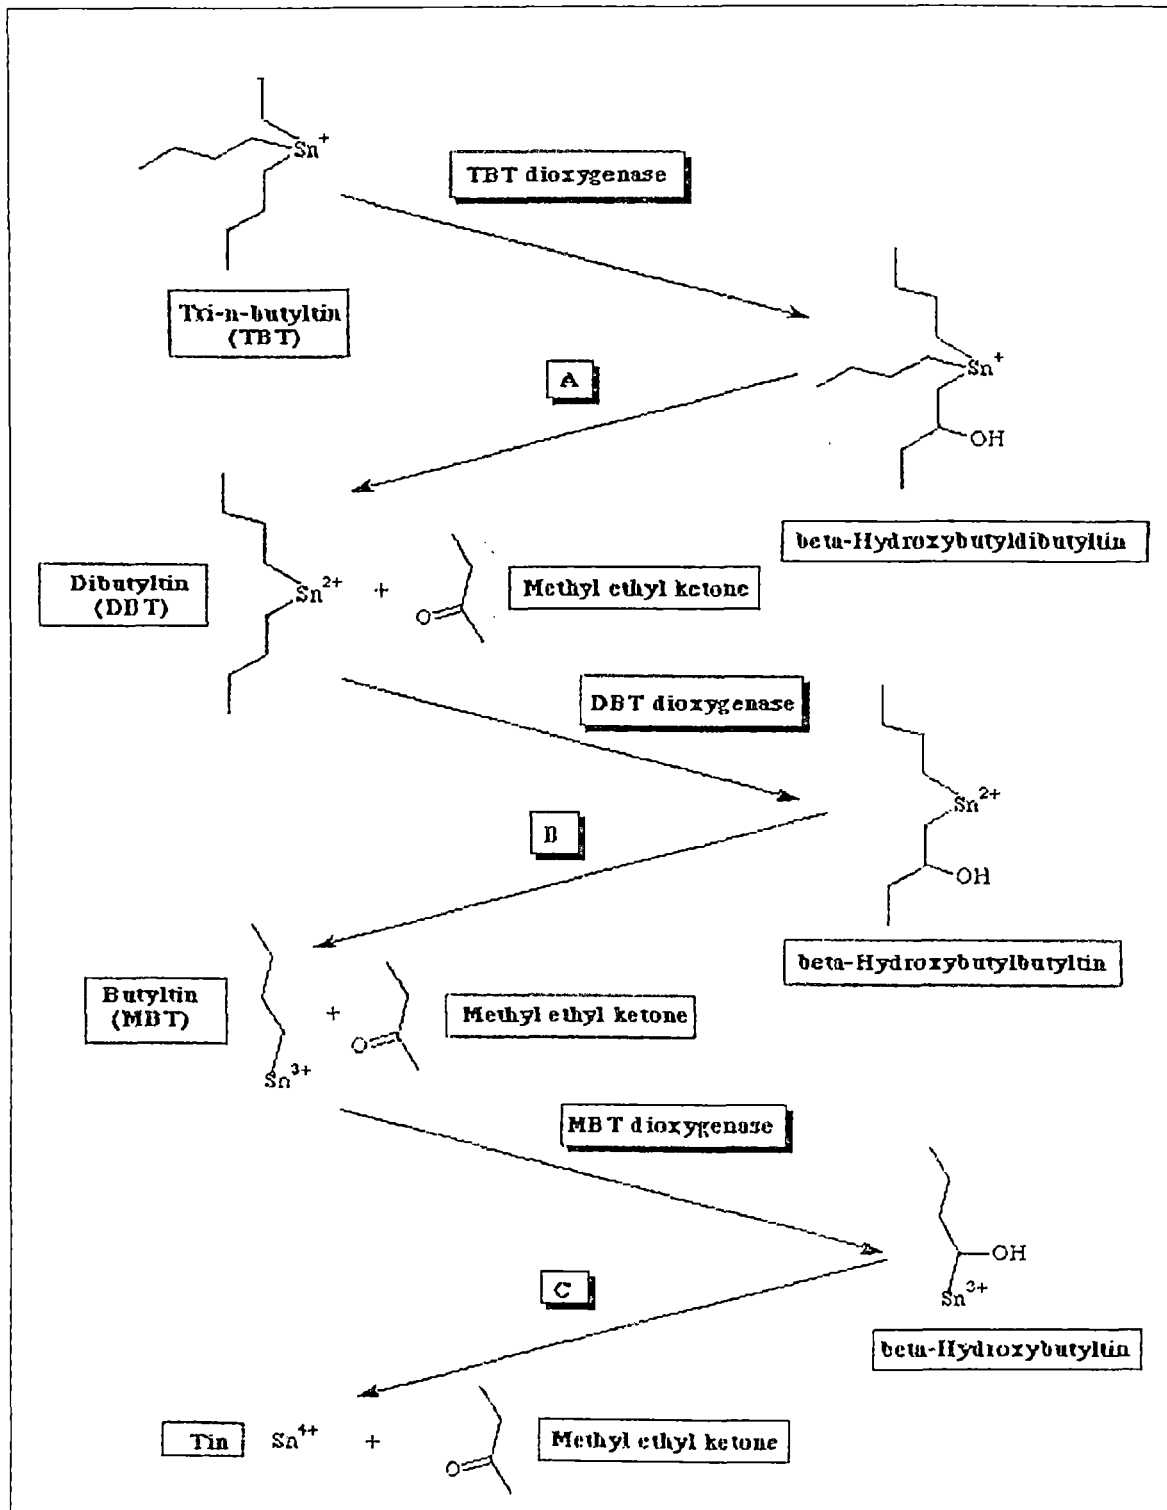 Sn+
TBT dioxygenase
Tri-n-butyltin
(TBT)
Sn+
OH
A
beta-Hydroxybutyldibutyltin
Dibutyltin
(DBT)
Sn2+
+
O
Methyl ethyl ketone
DBT dioxygenase
Sn2+
OH
B
beta-Hydroxybutylbutyltin
Butyltin
(MBT)
Sn3+
+
O
Methyl ethyl ketone
MBT dioxygenase
OH
Sn3+
C
beta-Hydroxybutyltin
Tin
Sn4+
+
O
Methyl ethyl ketone